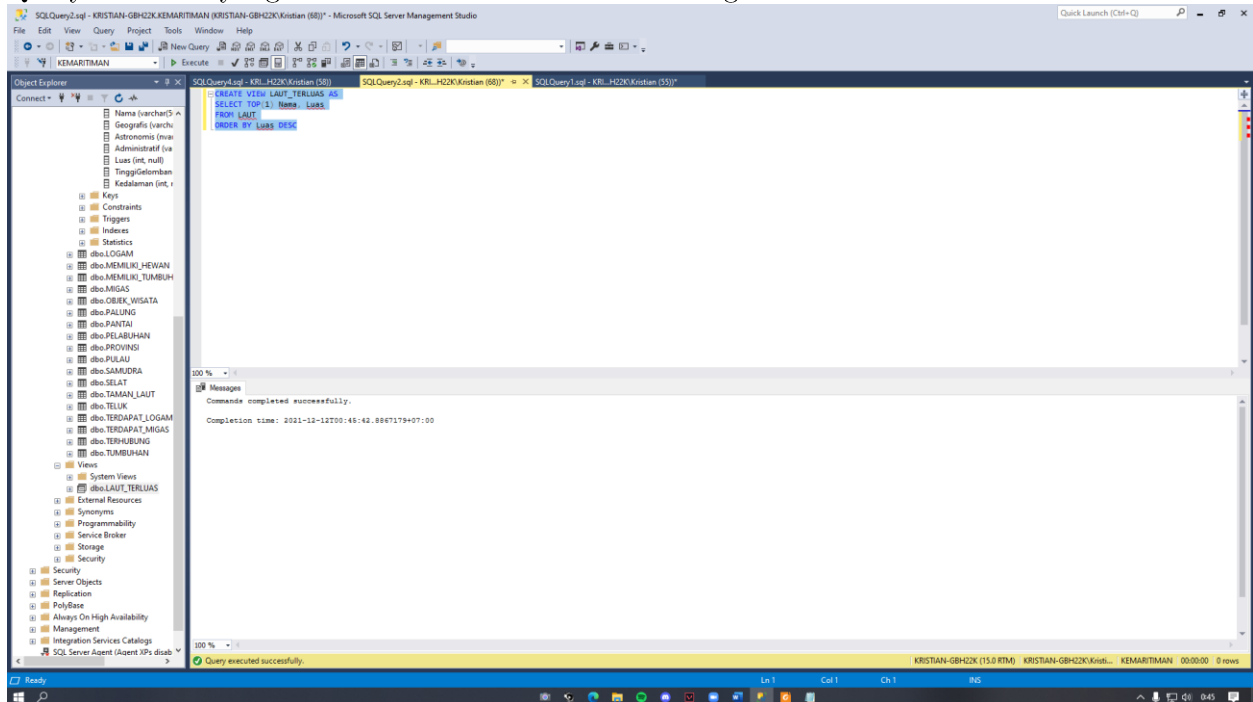 SQLQuery2.sql - KRISTIAN-GBH22K.KEMARITIMAN (KRISTIAN-GBH22K\Kristian (68))* - Microsoft SQL Server Management Studio
Quick Launch (Ctrl+Q)
File Edit View Query Project Tools Window Help
New Query
KEMARITIMAN
Execute
Object Explorer
SQLQuery4.sql - KRI...H22K\Kristian (58))
SQLQuery2.sql - KRI...H22K\Kristian (68))*
SQLQuery1.sql - KRI...H22K\Kristian (55))*
Connect
CREATE VIEW LAUT_TERLUAS AS
SELECT TOP(1) Nama, Luas
FROM LAUT
ORDER BY Luas DESC
Nama (varchar(5
Geografis (varcha
Astronomis (nvar
Administratif (va
Luas (int, null)
TinggiGelomban
Kedalaman (int, r
Keys
Constraints
Triggers
Indexes
Statistics
dbo.LOGAM
dbo.MEMILIKI_HEWAN
dbo.MEMILIKI_TUMBUH
dbo.MIGAS
dbo.OBJEK_WISATA
dbo.PALUNG
dbo.PANTAI
dbo.PELABUHAN
dbo.PROVINSI
dbo.PULAU
dbo.SAMUDRA
dbo.SELAT
dbo.TAMAN_LAUT
dbo.TELUK
dbo.TERDAPAT_LOGAM
dbo.TERDAPAT_MIGAS
dbo.TERHUBUNG
dbo.TUMBUHAN
Views
System Views
dbo.LAUT_TERLUAS
External Resources
Synonyms
Programmability
Service Broker
Storage
Security
Security
Server Objects
Replication
PolyBase
Always On High Availability
Management
Integration Services Catalogs
SQL Server Agent (Agent XPs disab
100 %
Messages
Commands completed successfully.
Completion time: 2021-12-12T00:45:42.8867179+07:00
100 %
Query executed successfully.
KRISTIAN-GBH22K (15.0 RTM)
KRISTIAN-GBH22K\Kristi...
KEMARITIMAN
00:00:00
0 rows
Ready
Ln 1
Col 1
Ch 1
INS
0:45